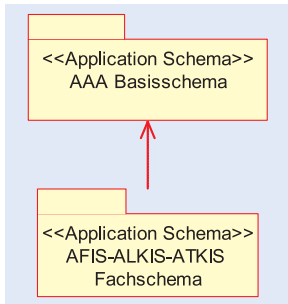 <<Application Schema>>
AAA Basisschema
<<Application Schema>>
AFIS-ALKIS-ATKIS
Fachschema